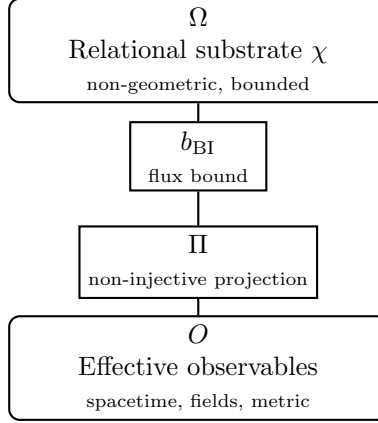 Ω
Relational substrate χ
non-geometric, bounded
b_BI
flux bound
Π
non-injective projection
O
Effective observables
spacetime, fields, metric